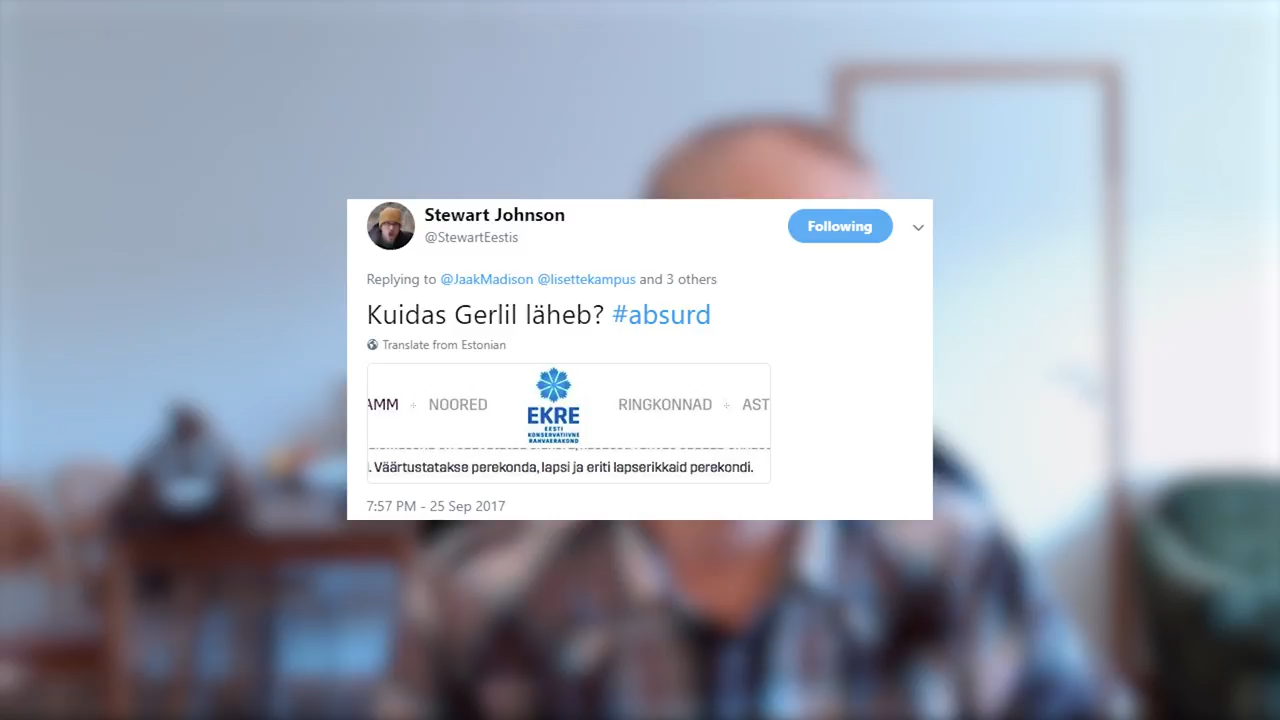 Stewart Johnson
@StewartEestis
Following
Replying to @JaakMadison @lisettekampus and 3 others
Kuidas Gerlil läheb? #absurd
Translate from Estonian
AMM + NOORED
EKRE
EESTI
KONSERVATIIVNE
RAHVAERAKOND
RINGKONNAD + AST
. Väärtustatakse perekonda, lapsi ja eriti lapserikkaid perekondi.
7:57 PM - 25 Sep 2017